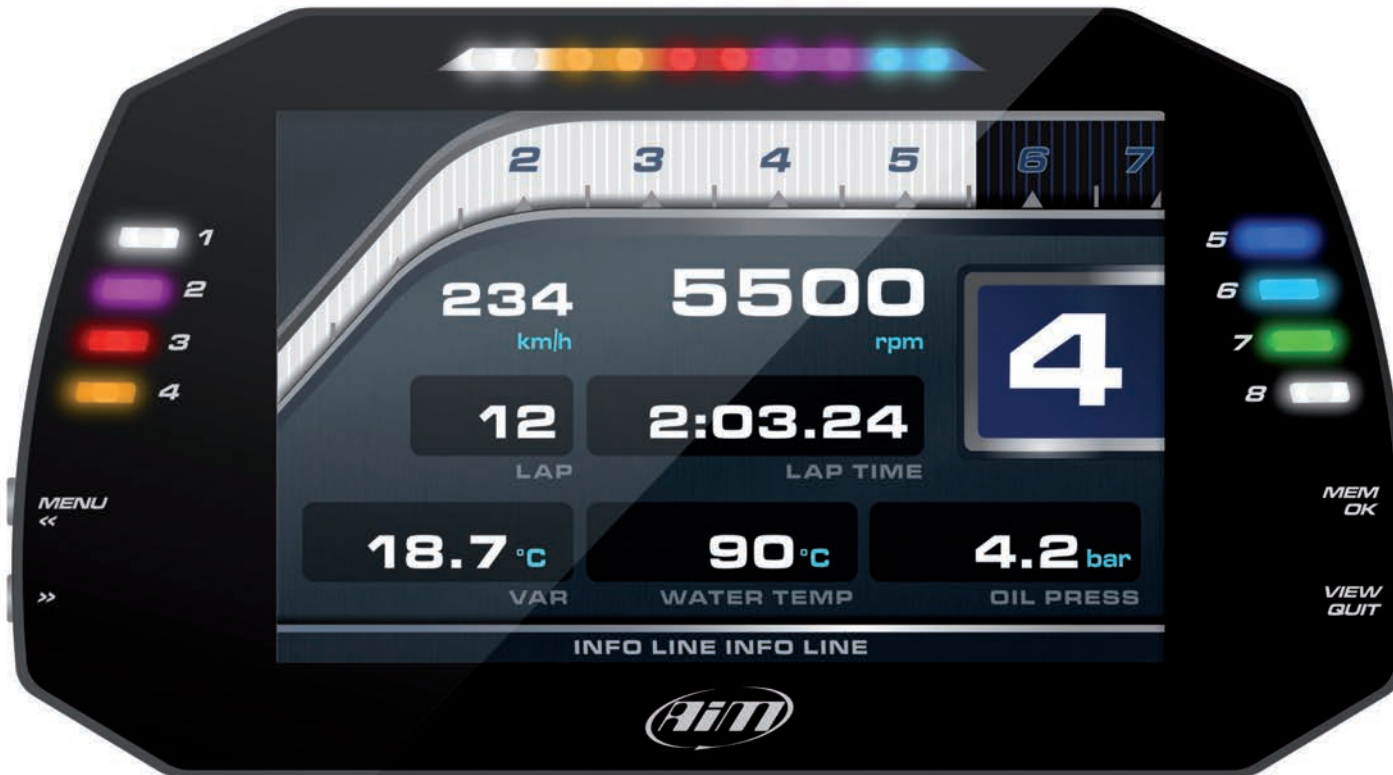 2 3 4 5 6 7
1
2
3
4
5
6
7
8
234
km/h
5500
rpm
4
12
LAP
2:03.24
LAP TIME
MENU
<<
>>
MEM
OK
VIEW
QUIT
18.7 °C
VAR
90 °C
WATER TEMP
4.2 bar
OIL PRESS
INFO LINE INFO LINE
AiM